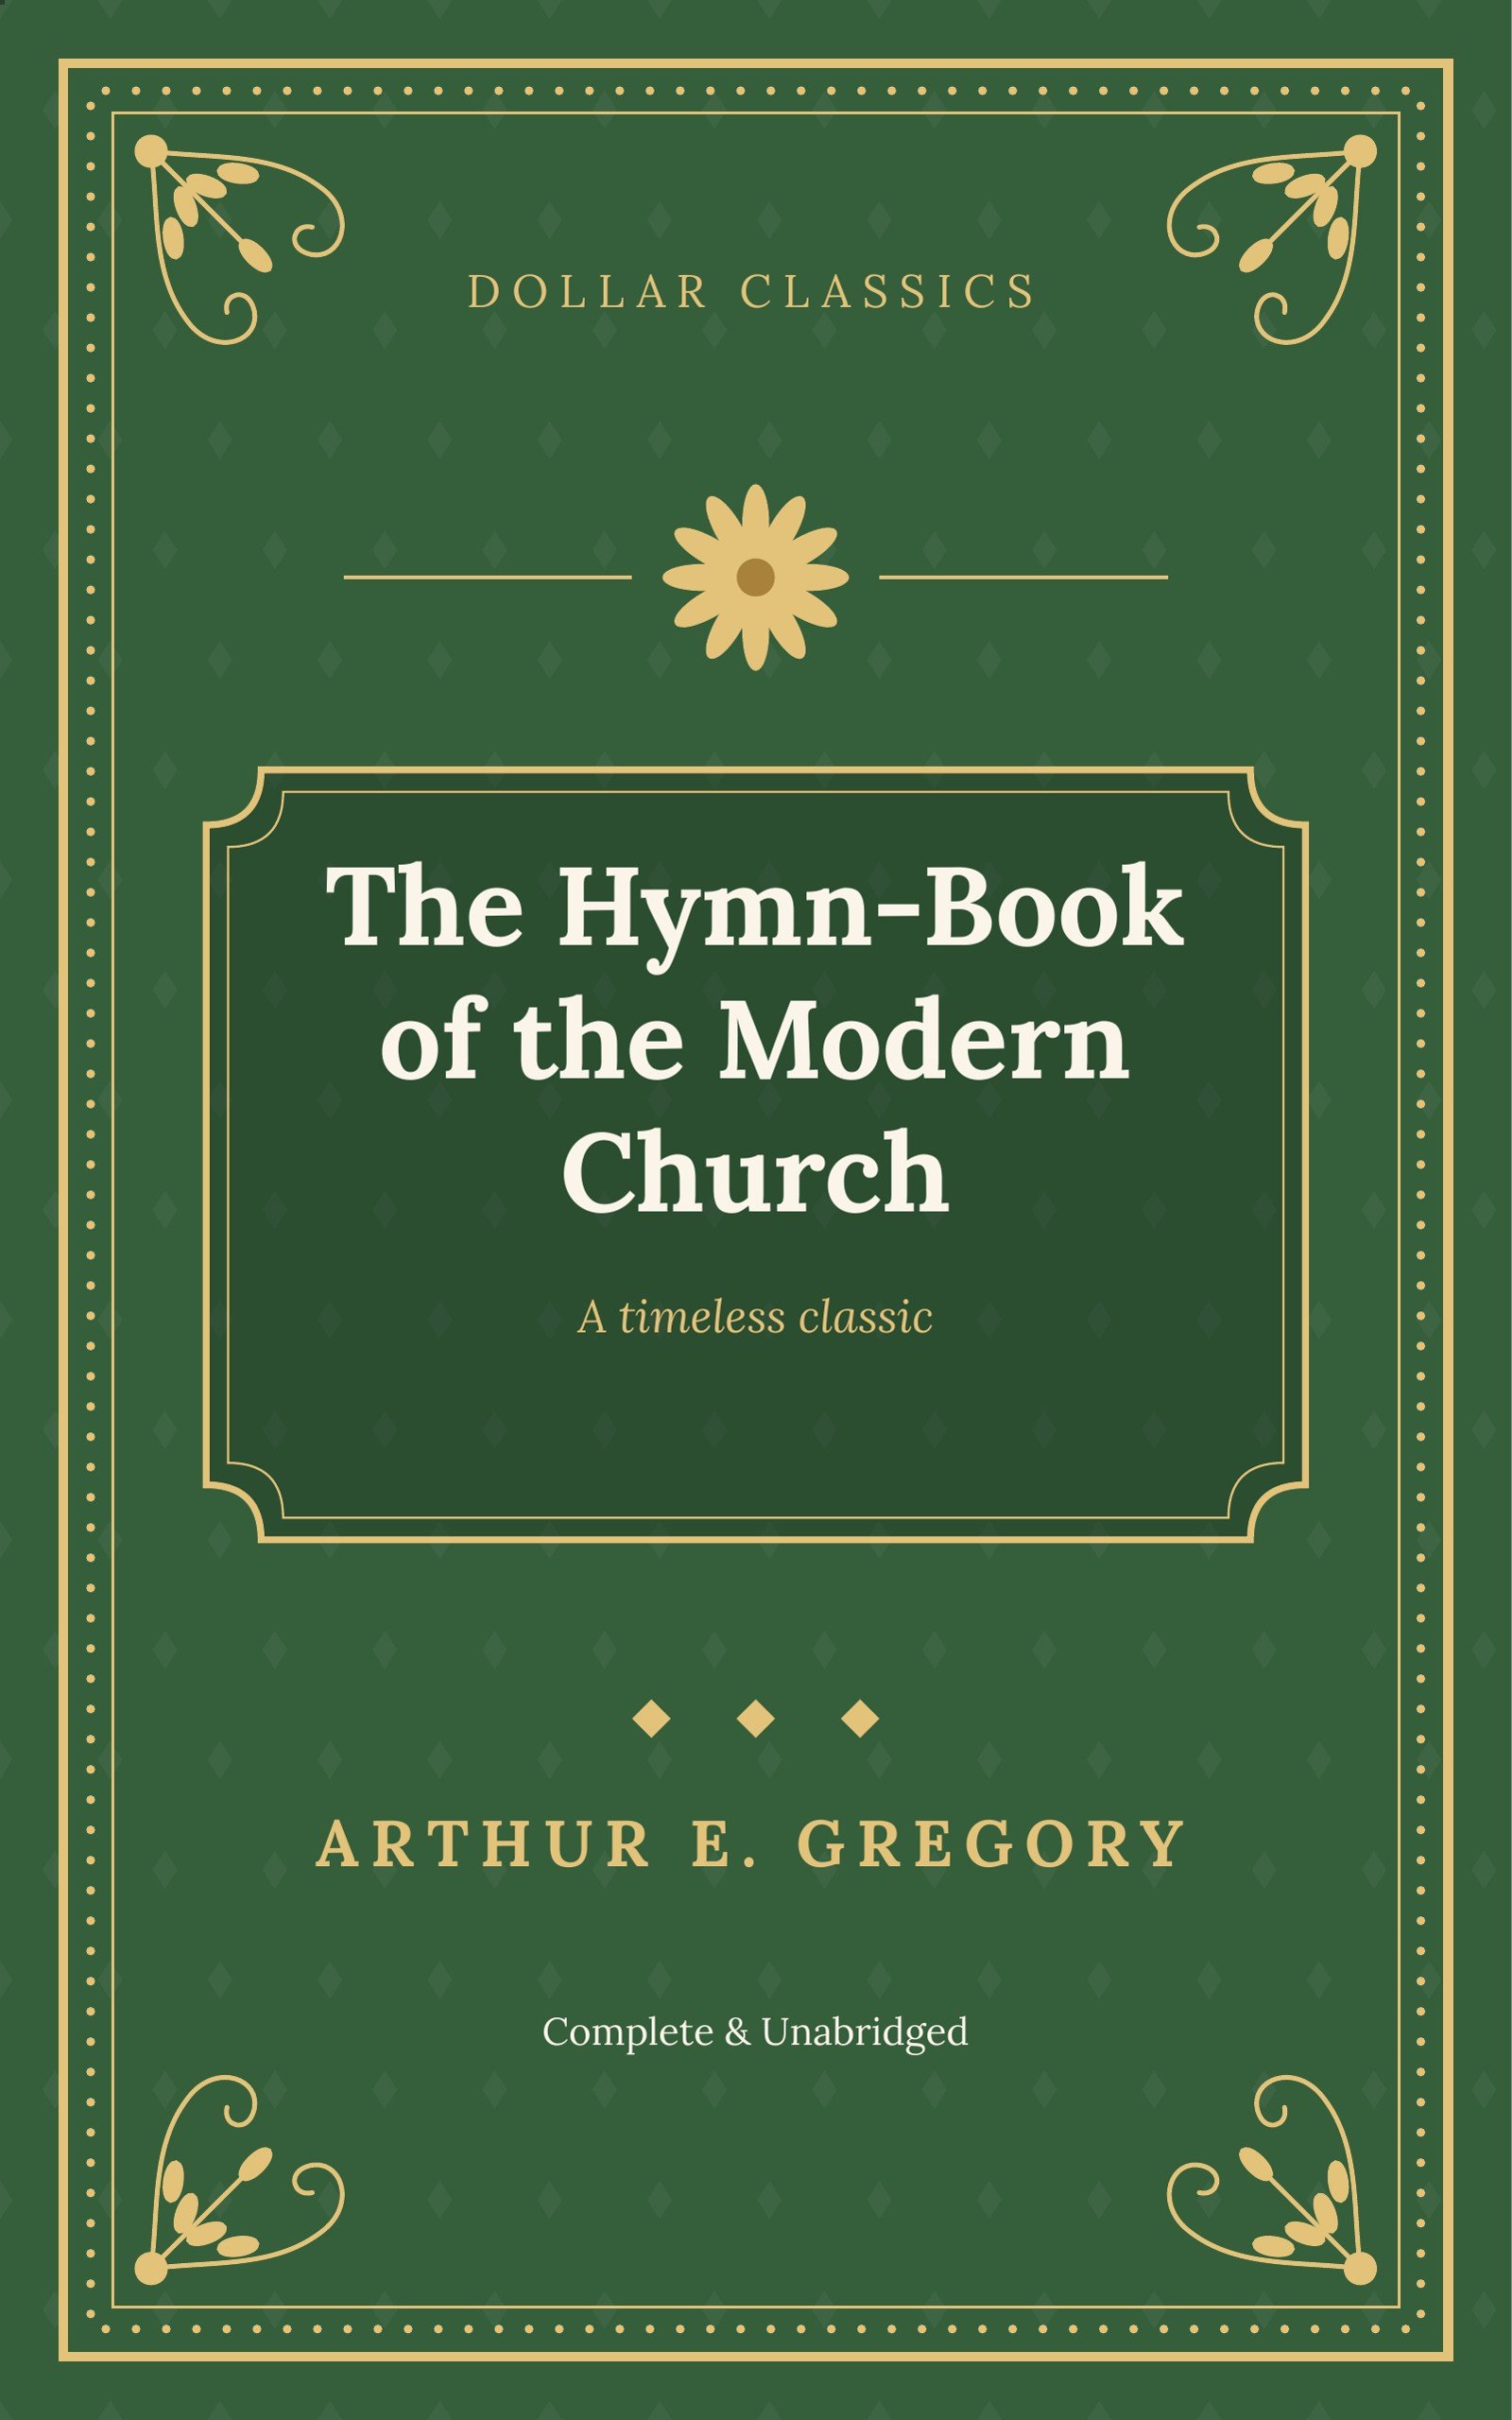 DOLLAR CLASSICS
The Hymn-Book
of the Modern
Church
A timeless classic
ARTHUR E. GREGORY
Complete & Unabridged